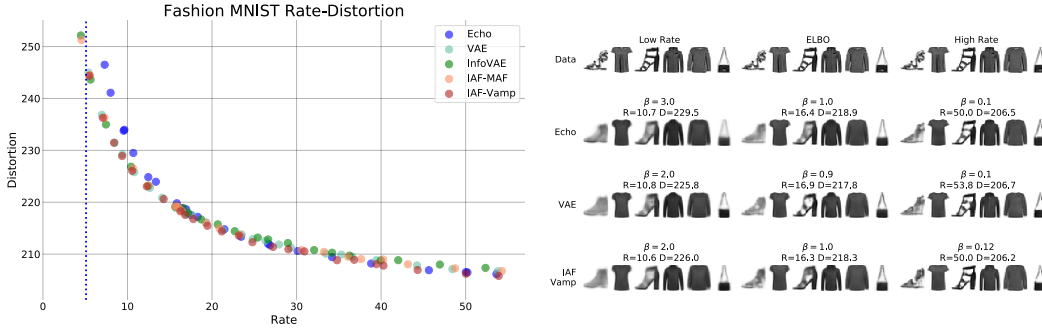 Fashion MNIST Rate-Distortion
250
240
230
220
210
Distortion
0
10
20
30
40
50
Rate
Echo
VAE
InfoVAE
IAF-MAF
IAF-Vamp
Low Rate
ELBO
High Rate
Data
β = 3.0
R=10.7 D=229.5
β = 1.0
R=16.4 D=218.9
β = 0.1
R=50.0 D=206.5
Echo
β = 2.0
R=10.8 D=225.8
β = 0.9
R=16.9 D=217.8
β = 0.1
R=53.8 D=206.7
VAE
β = 2.0
R=10.6 D=226.0
β = 1.0
R=16.3 D=218.3
β = 0.12
R=50.0 D=206.2
IAF
Vamp